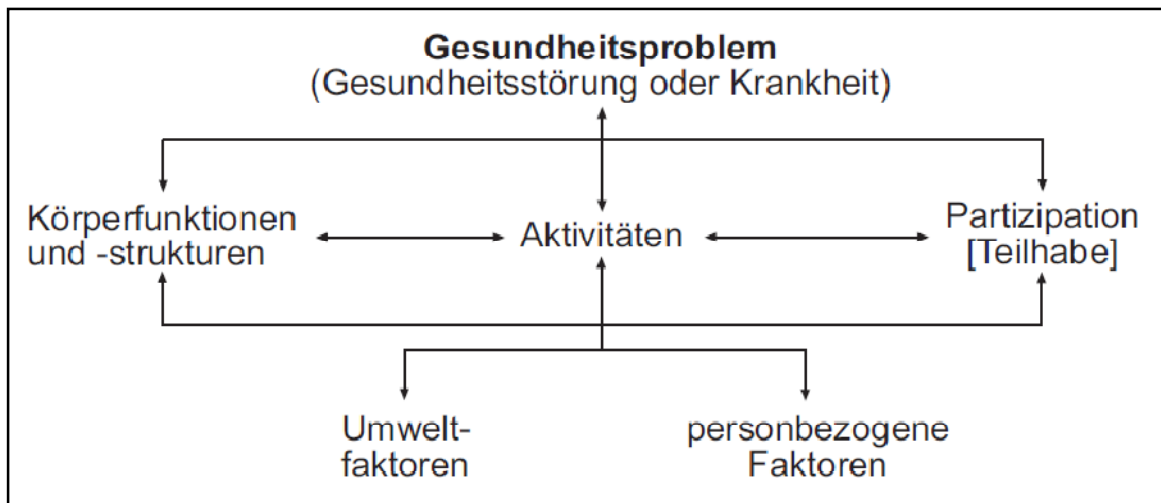 Gesundheitsproblem
(Gesundheitsstörung oder Krankheit)
Körperfunktionen
und -strukturen
Aktivitäten
Partizipation
[Teilhabe]
Umwelt-
faktoren
personbezogene
Faktoren